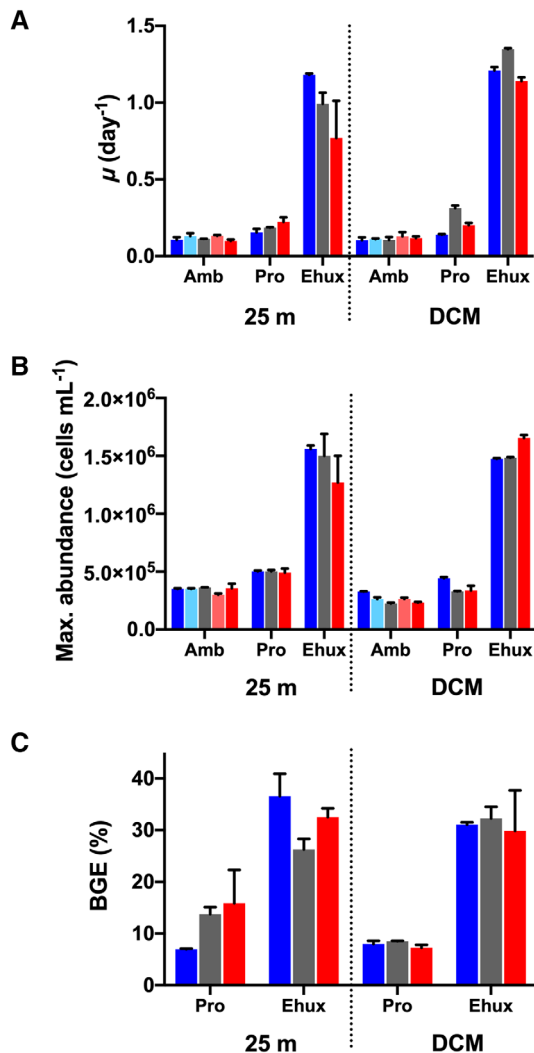 A
μ (day-1)
1.5
1.0
0.5
0.0
Amb Pro Ehux Amb Pro Ehux
25 m DCM
B
Max. abundance (cells mL-1)
2.0×10⁶
1.5×10⁶
1.0×10⁶
5.0×10⁵
0.0
Amb Pro Ehux Amb Pro Ehux
25 m DCM
C
BGE (%)
40
30
20
10
0
Pro Ehux Pro Ehux
25 m DCM